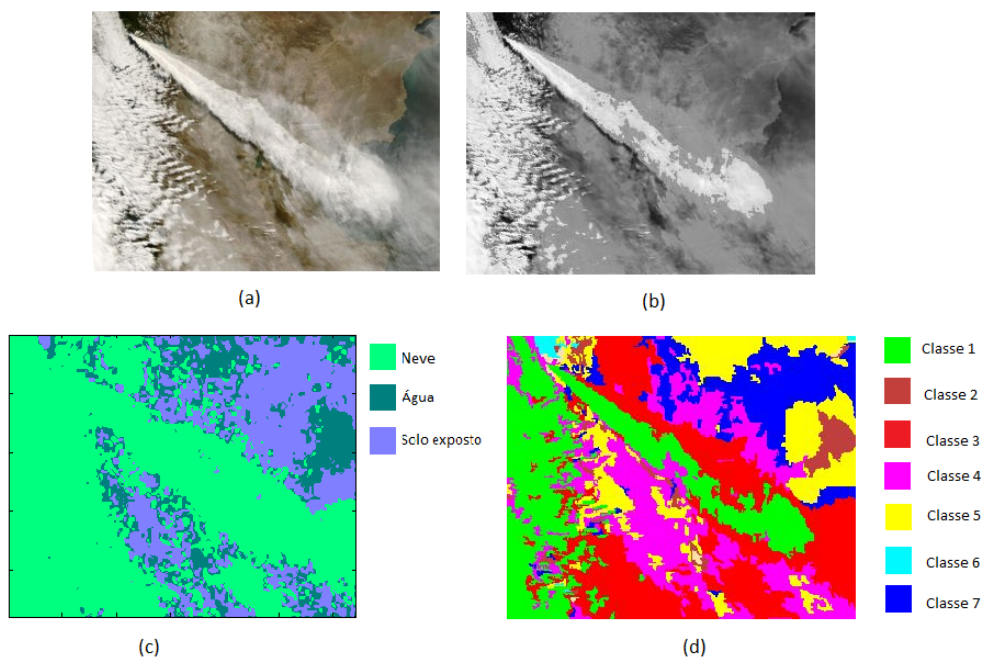 (a)
(b)
Neve
Água
Solo exposto
(c)
Classe 1
Classe 2
Classe 3
Classe 4
Classe 5
Classe 6
Classe 7
(d)